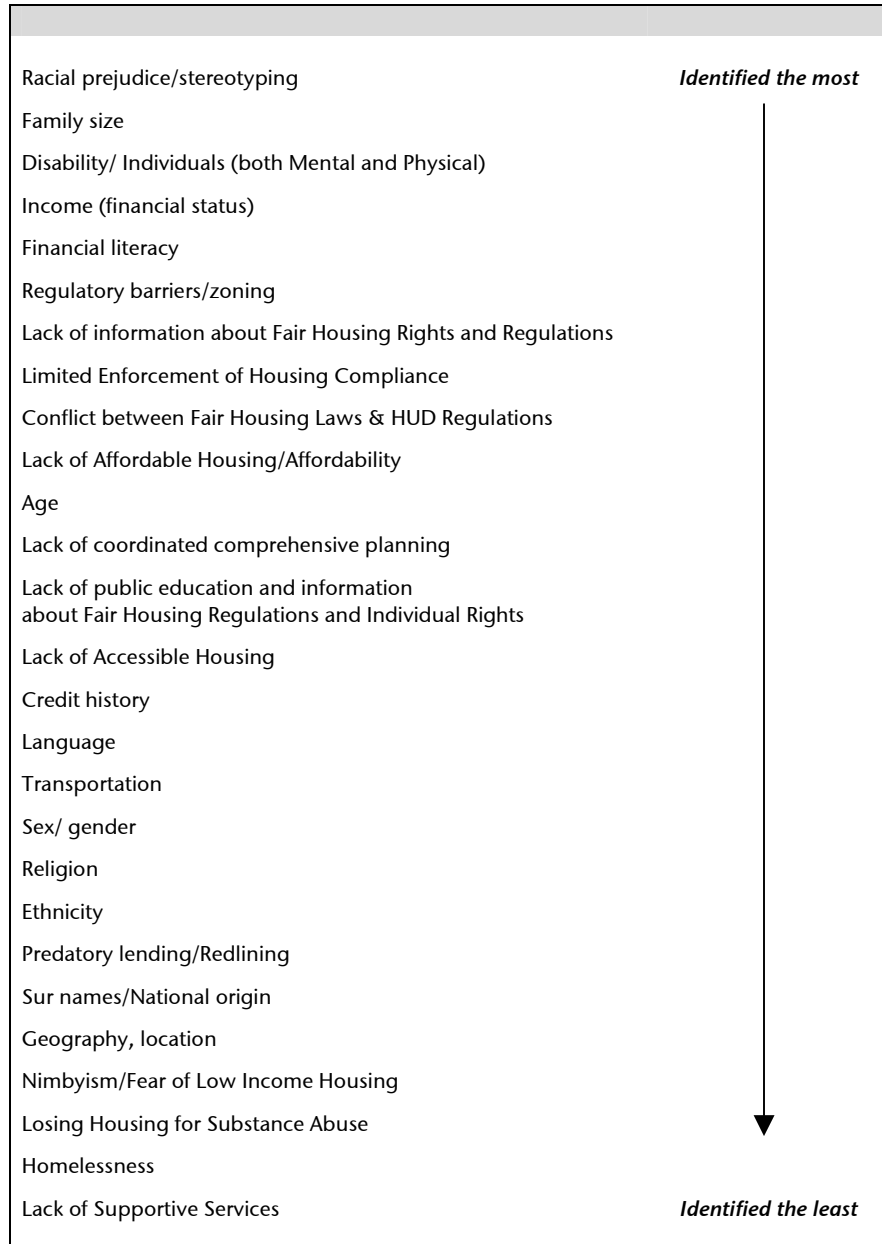 Racial prejudice/stereotyping Identified the most
Family size
Disability/ Individuals (both Mental and Physical)
Income (financial status)
Financial literacy
Regulatory barriers/zoning
Lack of information about Fair Housing Rights and Regulations
Limited Enforcement of Housing Compliance
Conflict between Fair Housing Laws & HUD Regulations
Lack of Affordable Housing/Affordability
Age
Lack of coordinated comprehensive planning
Lack of public education and information
about Fair Housing Regulations and Individual Rights
Lack of Accessible Housing
Credit history
Language
Transportation
Sex/ gender
Religion
Ethnicity
Predatory lending/Redlining
Sur names/National origin
Geography, location
Nimbyism/Fear of Low Income Housing
Losing Housing for Substance Abuse
Homelessness
Lack of Supportive Services Identified the least